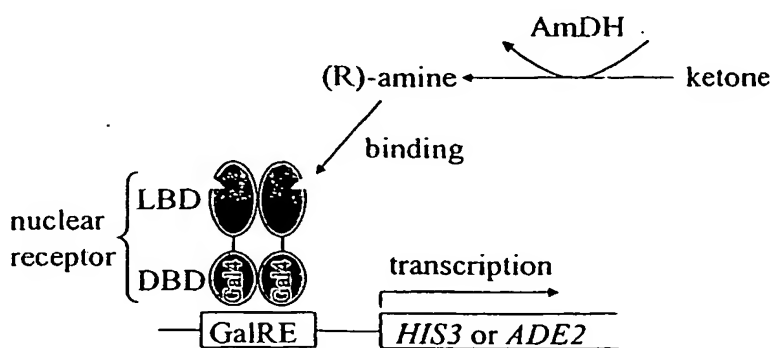 AmDH
(R)-amine
ketone
binding
nuclear
receptor
LBD
DBD
Gal4
Gal4
transcription
GalRE
HIS3 or ADE2